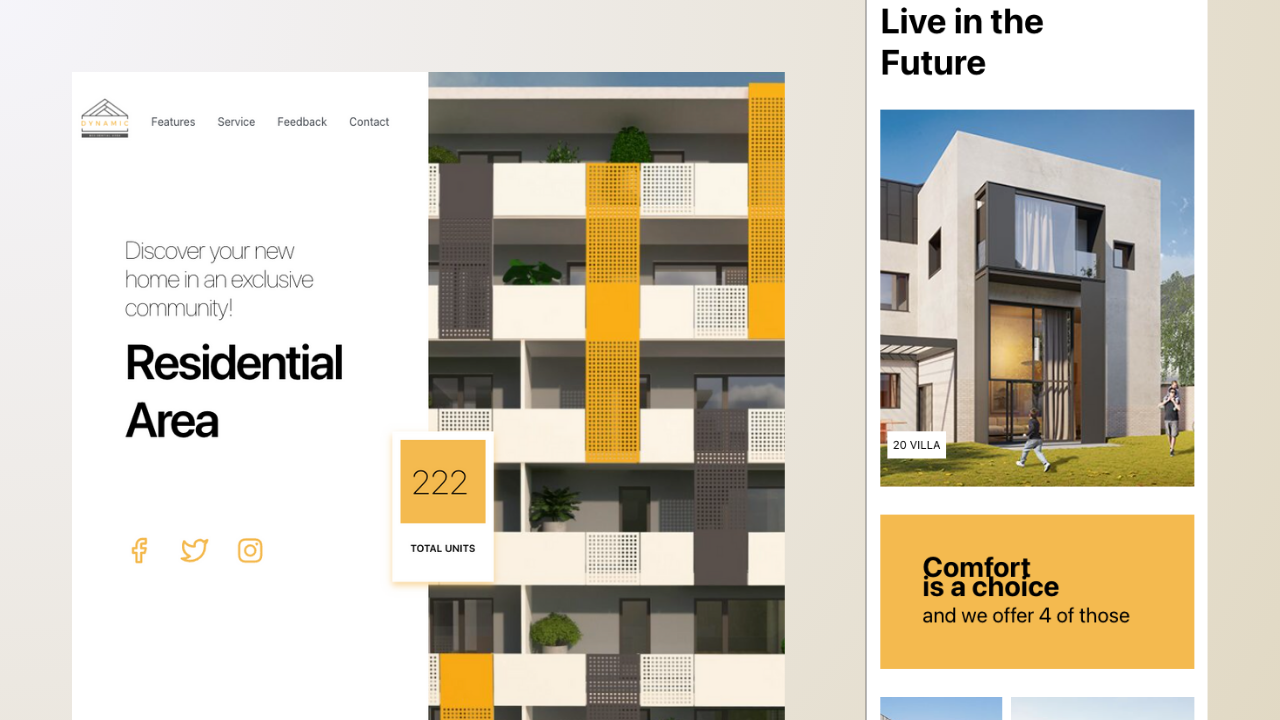 DYNAMIC
Features Service Feedback Contact
Discover your new
home in an exclusive
community!
Residential
Area
222
TOTAL UNITS
Live in the
Future
20 VILLA
Comfort
is a choice
and we offer 4 of those